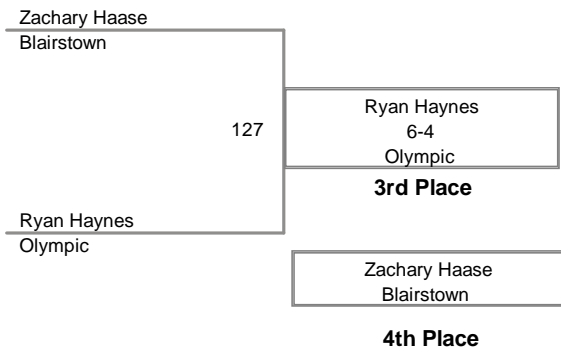 Zachary Haase
Blairstown
127
Ryan Haynes
6-4
Olympic
3rd Place
Ryan Haynes
Olympic
Zachary Haase
Blairstown
4th Place